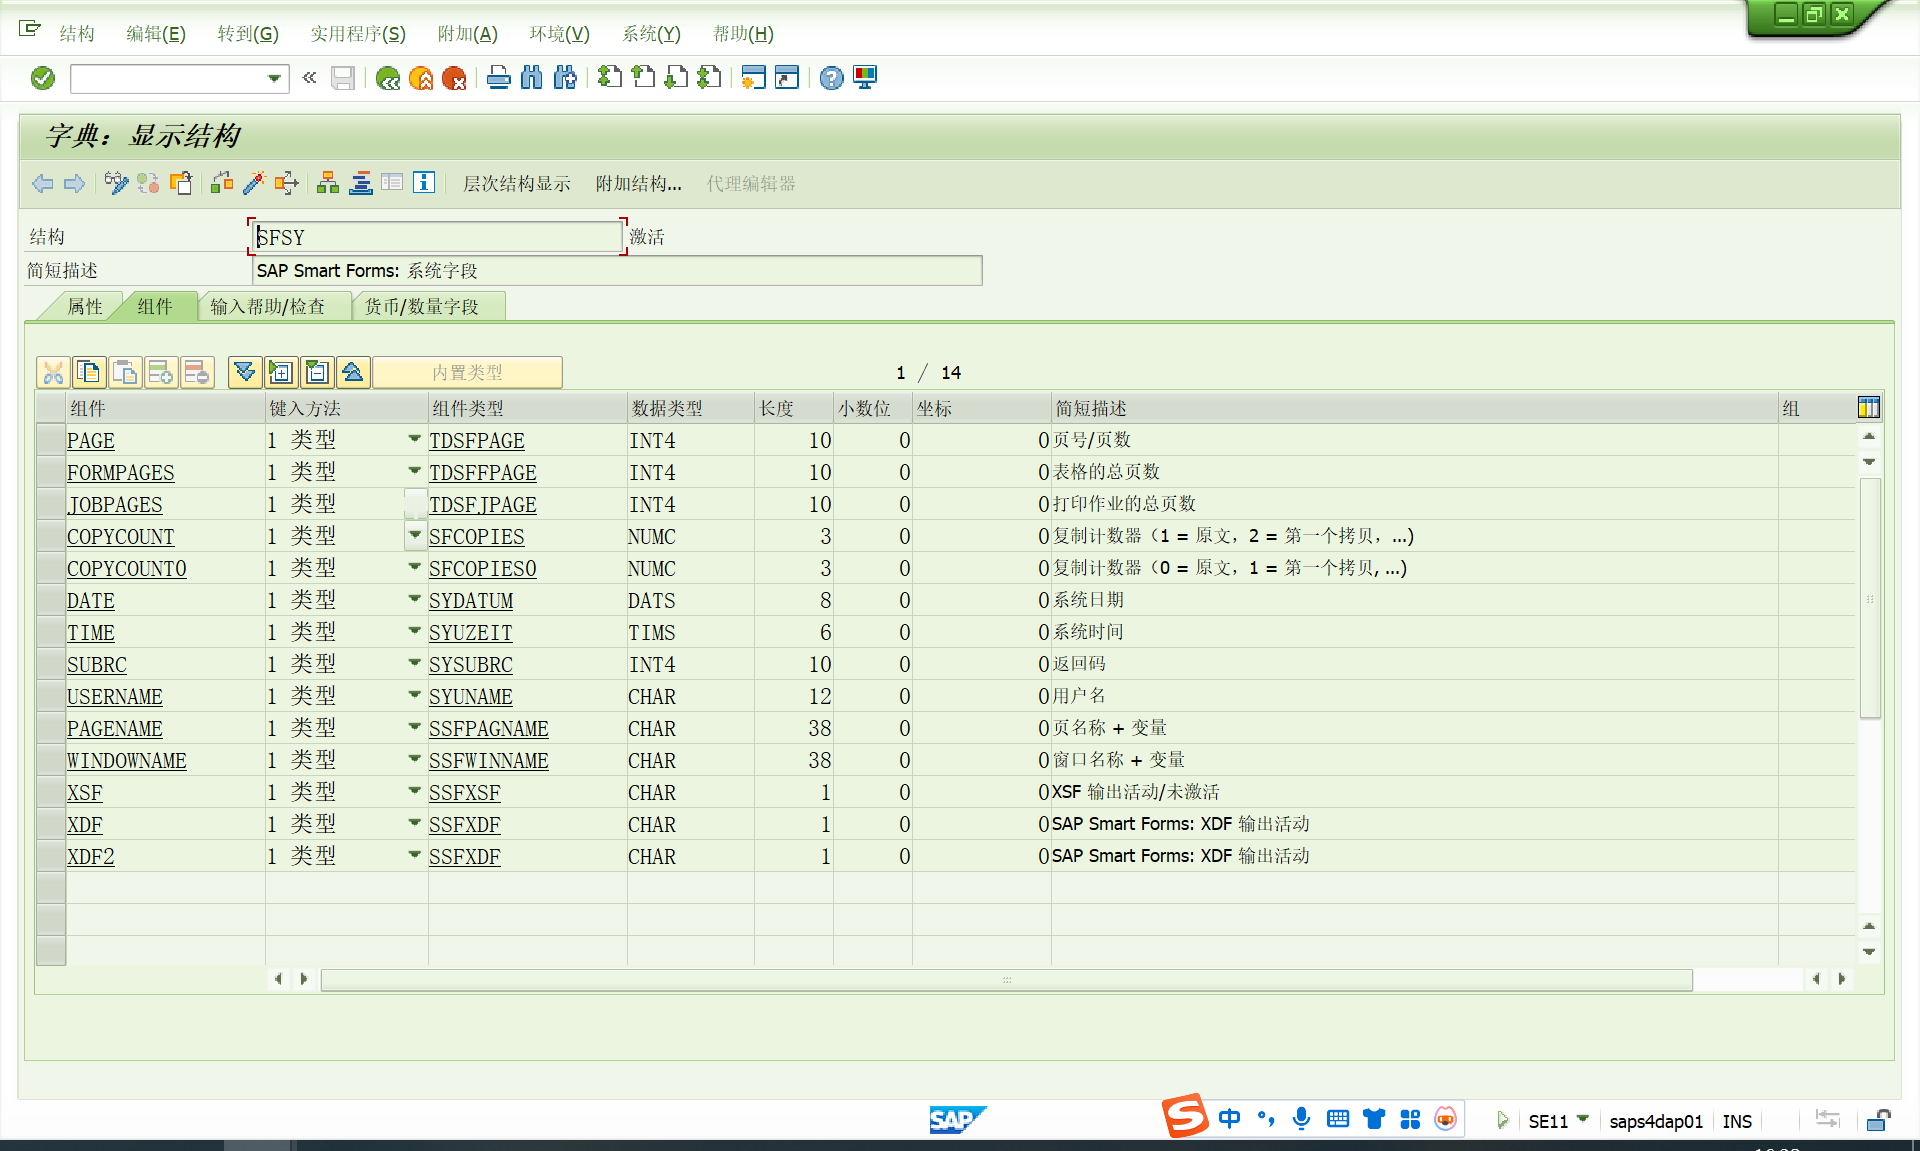 结构 编辑(E) 转到(G) 实用程序(S) 附加(A) 环境(V) 系统(Y) 帮助(H)
字典: 显示结构
层次结构显示 附加结构... 代理编辑器
结构 SFSY 激活
简短描述 SAP Smart Forms: 系统字段
属性 组件 输入帮助/检查 货币/数量字段
内置类型 1 / 14
组件 键入方法 组件类型 数据类型 长度 小数位 坐标 简短描述 组
PAGE 1 类型 TDSFPAGE INT4 10 0 0 页号/页数
FORMPAGES 1 类型 TDSFFPAGE INT4 10 0 0 表格的总页数
JOBPAGES 1 类型 TDSFJPAGE INT4 10 0 0 打印作业的总页数
COPYCOUNT 1 类型 SFCOPIES NUMC 3 0 0 复制计数器（1 = 原文，2 = 第一个拷贝，...)
COPYCOUNT0 1 类型 SFCOPIES0 NUMC 3 0 0 复制计数器（0 = 原文，1 = 第一个拷贝, ...)
DATE 1 类型 SYDATUM DATS 8 0 0 系统日期
TIME 1 类型 SYUZEIT TIMS 6 0 0 系统时间
SUBRC 1 类型 SYSUBRC INT4 10 0 0 返回码
USERNAME 1 类型 SYUNAME CHAR 12 0 0 用户名
PAGENAME 1 类型 SSFPAGNAME CHAR 38 0 0 页名称 + 变量
WINDOWNAME 1 类型 SSFWINNAME CHAR 38 0 0 窗口名称 + 变量
XSF 1 类型 SSFXSF CHAR 1 0 0 XSF 输出活动/未激活
XDF 1 类型 SSFXDF CHAR 1 0 0 SAP Smart Forms: XDF 输出活动
XDF2 1 类型 SSFXDF CHAR 1 0 0 SAP Smart Forms: XDF 输出活动
SAP 中 SE11 saps4dap01 INS